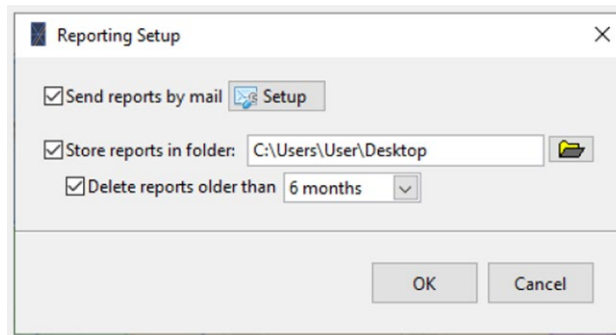 Reporting Setup
Send reports by mail Setup
Store reports in folder: C:\Users\User\Desktop
Delete reports older than 6 months
OK Cancel